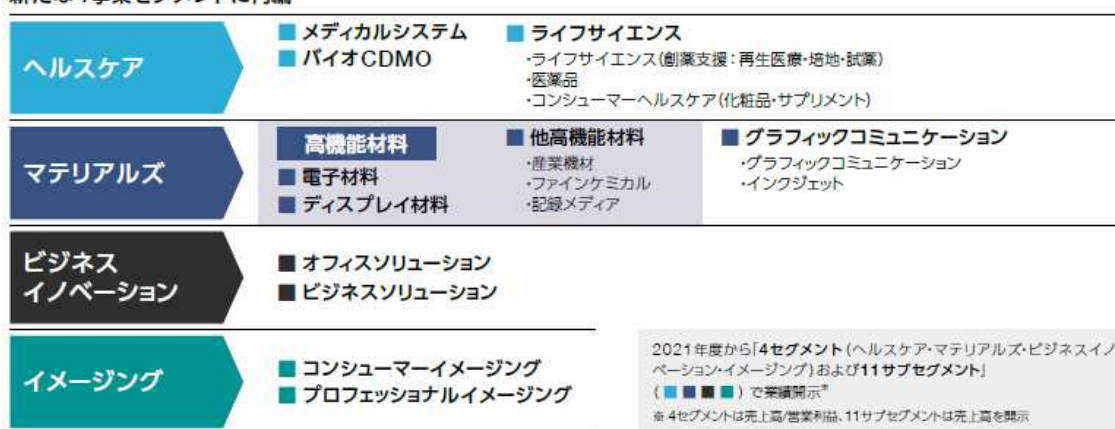 ヘルスケア
■ メディカルシステム
■ バイオCDMO
■ ライフサイエンス
・ライフサイエンス(創薬支援:再生医療・培地・試薬)
・医薬品
・コンシューマーヘルスケア(化粧品・サプリメント)
マテリアルズ
高機能材料
■ 電子材料
■ ディスプレイ材料
■ 他高機能材料
・産業機材
・ファインケミカル
・記録メディア
■ グラフィックコミュニケーション
・グラフィックコミュニケーション
・インクジェット
ビジネス
イノベーション
■ オフィスソリューション
■ ビジネスソリューション
イメージング
■ コンシューマーイメージング
■ プロフェッショナルイメージング
2021年度から「4セグメント(ヘルスケア・マテリアルズ・ビジネスイノ
ベーション・イメージング)および11サブセグメント」
(■ ■ ■ ■)で業績開示※
※ 4セグメントは売上高/営業利益、11サブセグメントは売上高を開示